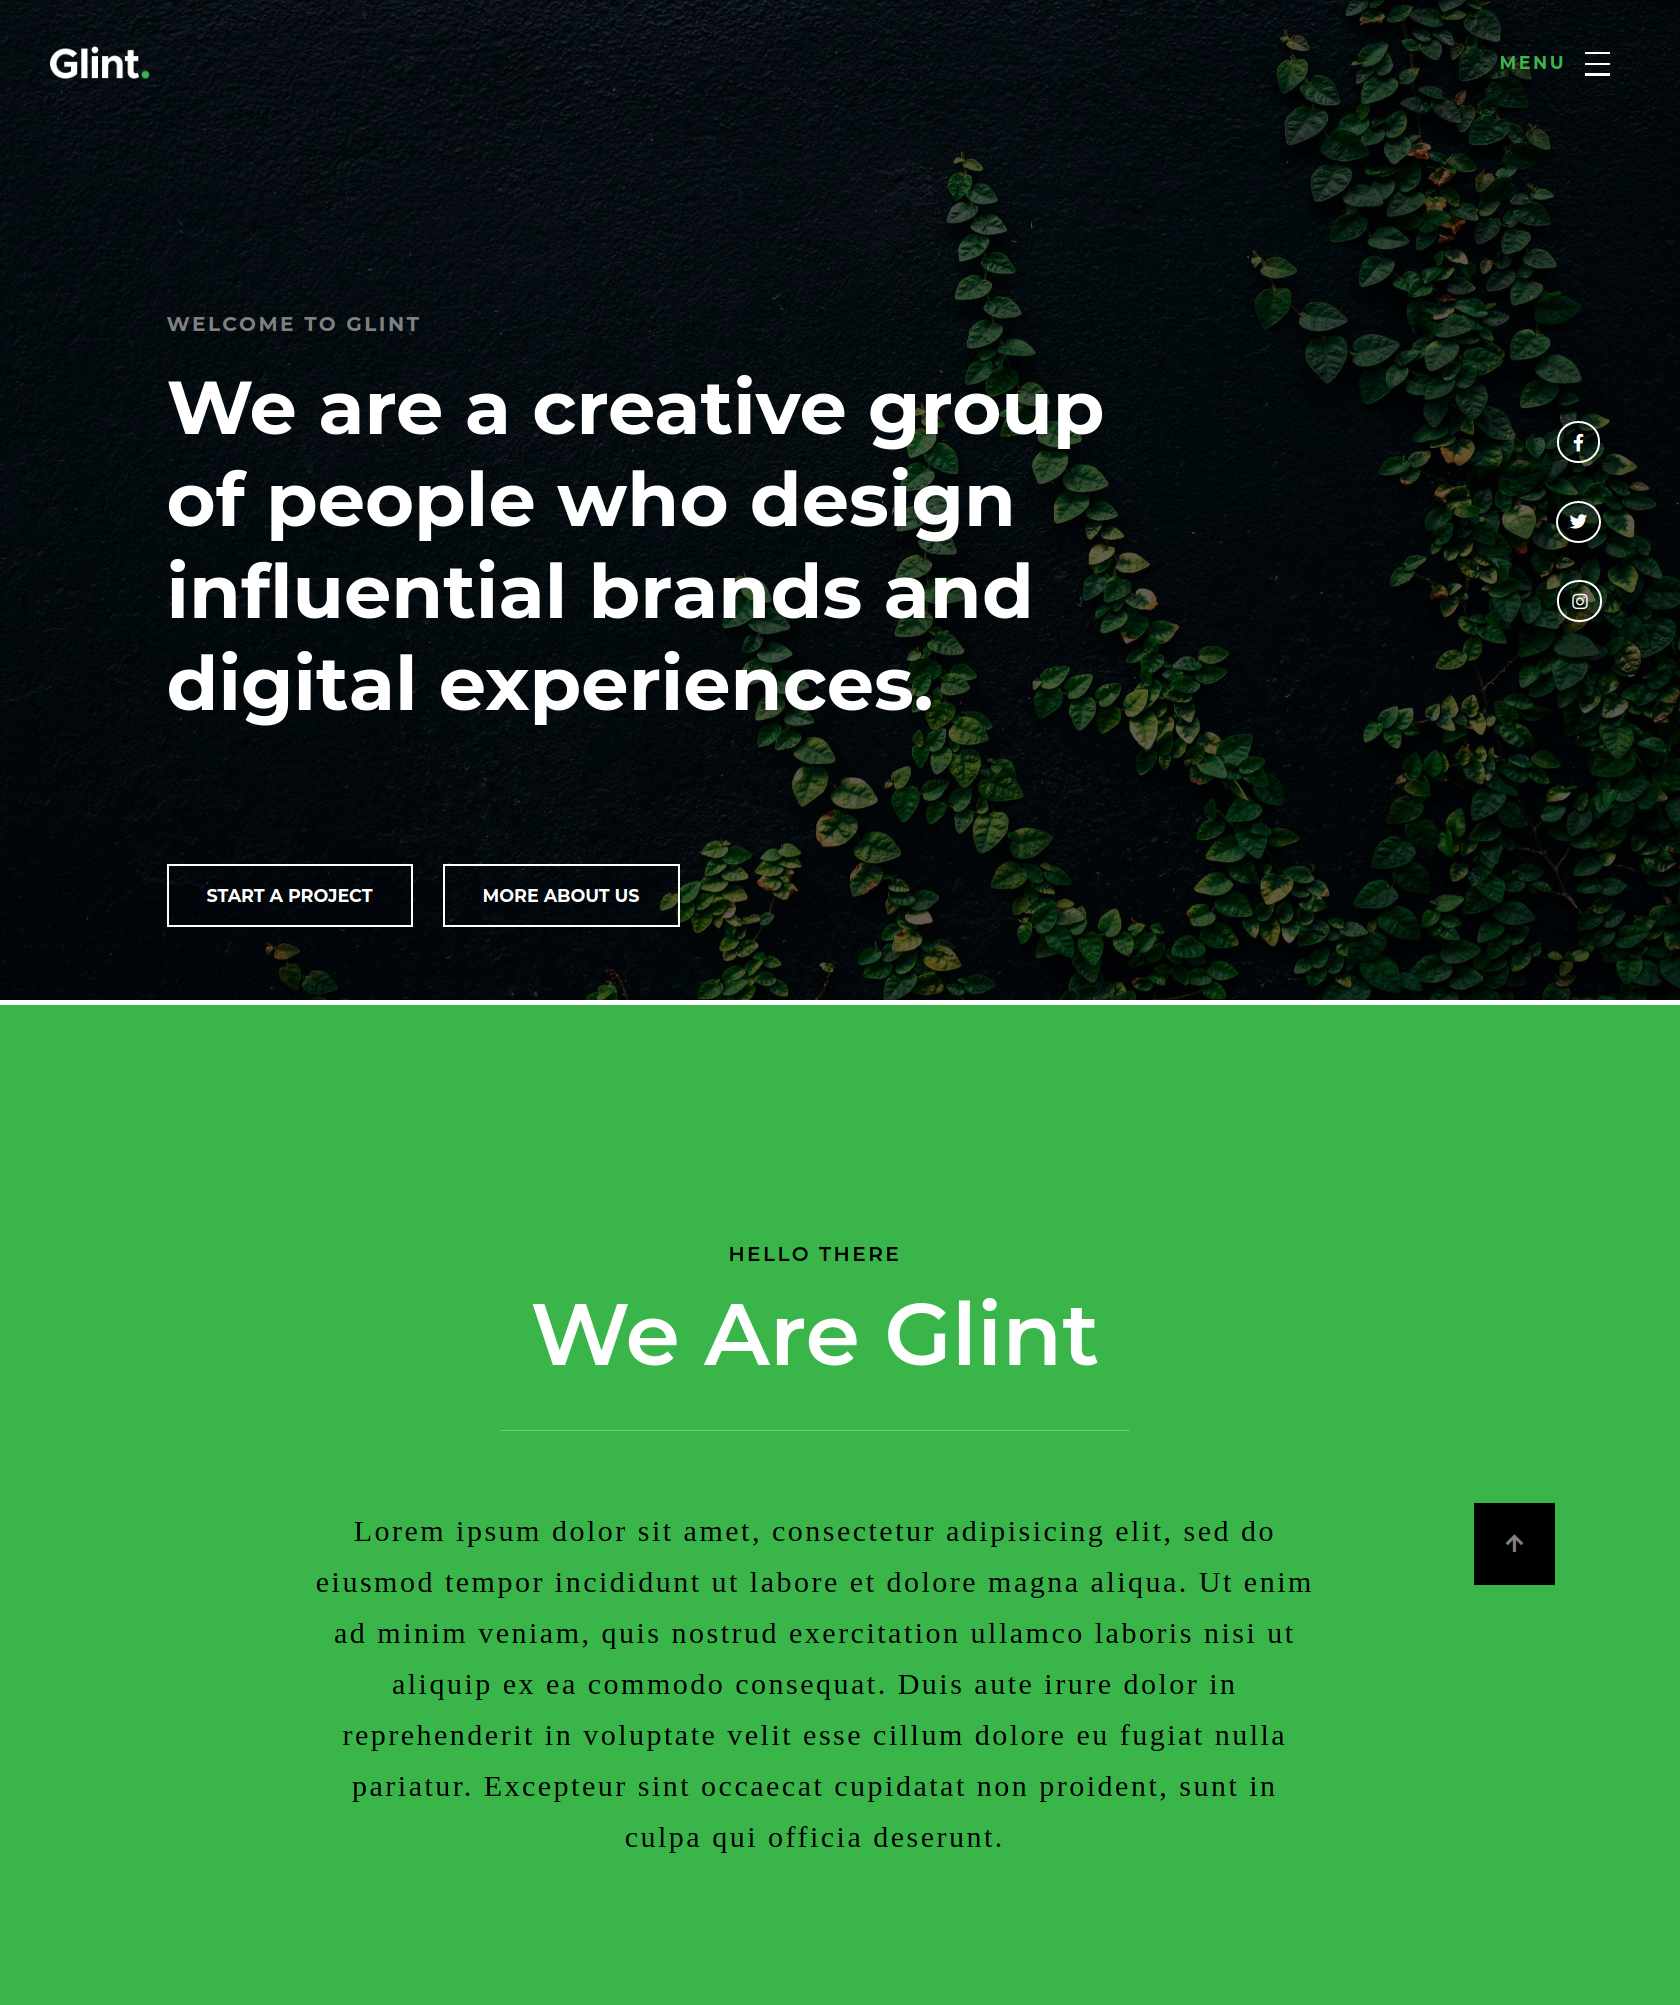 Glint.
MENU
WELCOME TO GLINT
We are a creative group
of people who design
influential brands and
digital experiences.
START A PROJECT
MORE ABOUT US
HELLO THERE
We Are Glint
Lorem ipsum dolor sit amet, consectetur adipisicing elit, sed do
eiusmod tempor incididunt ut labore et dolore magna aliqua. Ut enim
ad minim veniam, quis nostrud exercitation ullamco laboris nisi ut
aliquip ex ea commodo consequat. Duis aute irure dolor in
reprehenderit in voluptate velit esse cillum dolore eu fugiat nulla
pariatur. Excepteur sint occaecat cupidatat non proident, sunt in
culpa qui officia deserunt.